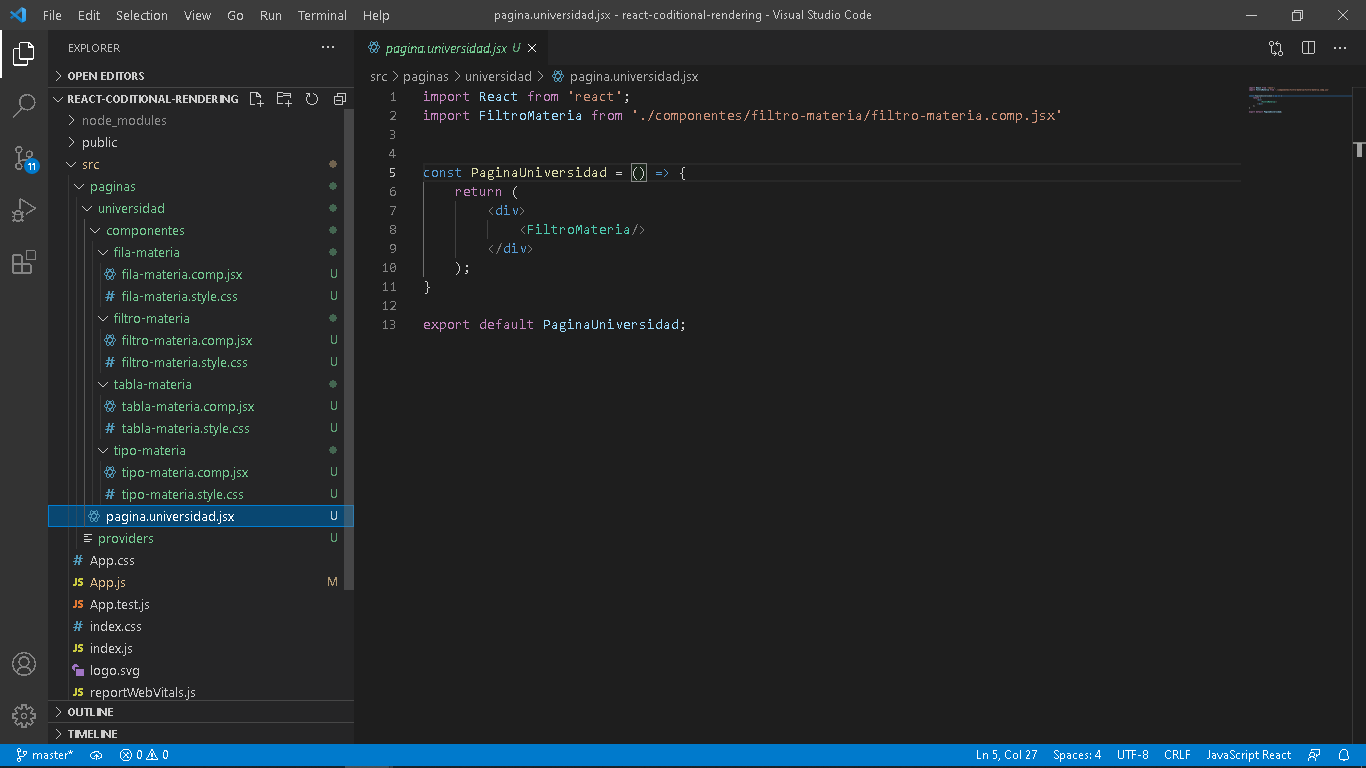 File Edit Selection View Go Run Terminal Help pagina.universidad.jsx - react-coditional-rendering - Visual Studio Code
EXPLORER
OPEN EDITORS
REACT-CODITIONAL-RENDERING
node_modules
public
src
paginas
universidad
componentes
fila-materia
fila-materia.comp.jsx U
# fila-materia.style.css U
filtro-materia
filtro-materia.comp.jsx U
# filtro-materia.style.css U
tabla-materia
tabla-materia.comp.jsx U
# tabla-materia.style.css U
tipo-materia
tipo-materia.comp.jsx U
# tipo-materia.style.css U
pagina.universidad.jsx U
providers U
# App.css
JS App.js M
JS App.test.js
# index.css
JS index.js
logo.svg
JS reportWebVitals.js
OUTLINE
TIMELINE
11
pagina.universidad.jsx U
src > paginas > universidad > pagina.universidad.jsx
1 import React from 'react';
2 import FiltroMateria from './componentes/filtro-materia/filtro-materia.comp.jsx'
3
4
5 const PaginaUniversidad = () => {
6 return (
7 <div>
8 <FiltroMateria/>
9 </div>
10 );
11 }
12
13 export default PaginaUniversidad;
master* 0 0 Ln 5, Col 27 Spaces: 4 UTF-8 CRLF JavaScript React